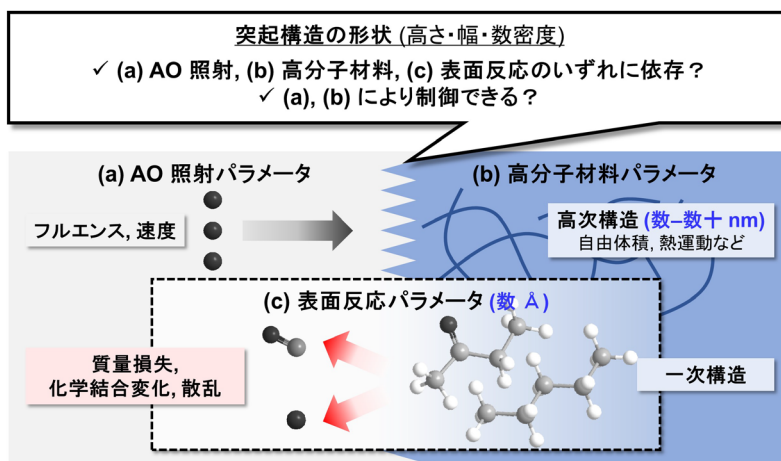 突起構造の形状 (高さ・幅・数密度)
✓ (a) AO 照射, (b) 高分子材料, (c) 表面反応のいずれに依存?
✓ (a), (b) により制御できる?
(a) AO 照射パラメータ
(b) 高分子材料パラメータ
フルエンス, 速度
高次構造 (数–数十 nm)
自由体積, 熱運動など
(c) 表面反応パラメータ (数 Å)
質量損失,
化学結合変化, 散乱
一次構造